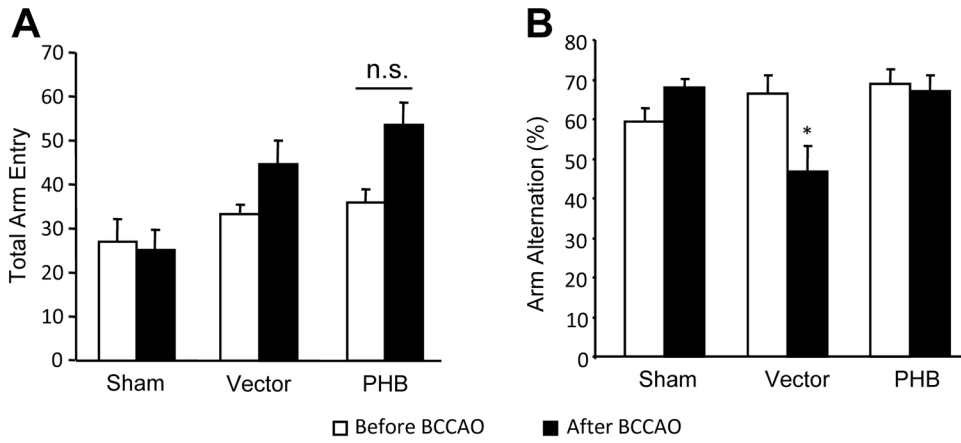 A
Total Arm Entry
70
60
50
40
30
20
10
0
n.s.
Sham Vector PHB
B
Arm Alternation (%)
80
70
60
50
40
30
20
10
0
*
Sham Vector PHB
Before BCCAO After BCCAO